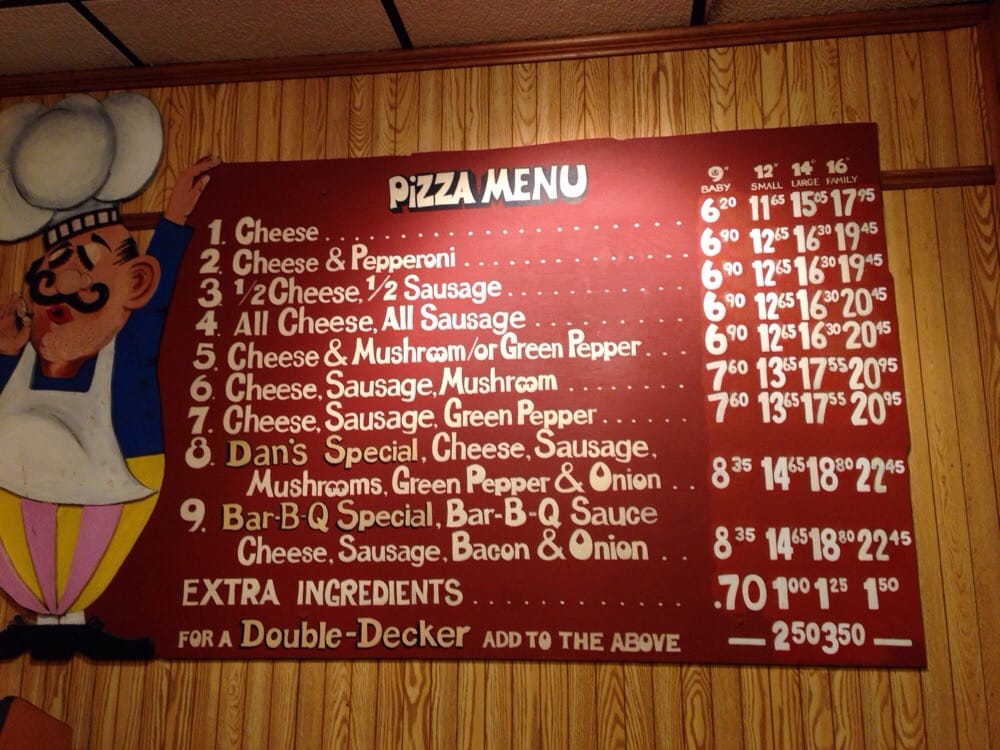 PIZZA MENU
9" 12" 14" 16"
BABY SMALL LARGE FAMILY
1. Cheese . . . . . . . . . . . . . . . . . . . . . . . 6 20 11 65 15 05 17 95
2. Cheese & Pepperoni . . . . . . . . . . . . . . 6 90 12 65 16 30 19 45
3. 1/2 Cheese, 1/2 Sausage . . . . . . . . . . . 6 90 12 65 16 30 19 45
4. All Cheese, All Sausage . . . . . . . . . . 6 90 12 65 16 30 20 45
5. Cheese & Mushroom/or Green Pepper . . . 6 90 12 65 16 30 20 45
6. Cheese, Sausage, Mushroom . . . . . . . . 7 60 13 65 17 55 20 95
7. Cheese, Sausage, Green Pepper . . . . . . 7 60 13 65 17 55 20 95
8. Dan's Special, Cheese, Sausage,
Mushrooms, Green Pepper & Onion . . 8 35 14 65 18 80 22 45
9. Bar-B-Q Special, Bar-B-Q Sauce
Cheese, Sausage, Bacon & Onion . . 8 35 14 65 18 80 22 45
EXTRA INGREDIENTS . . . . . . . . . . . . . .70 1 00 1 25 1 50
FOR A Double-Decker ADD TO THE ABOVE — 2 50 3 50 —